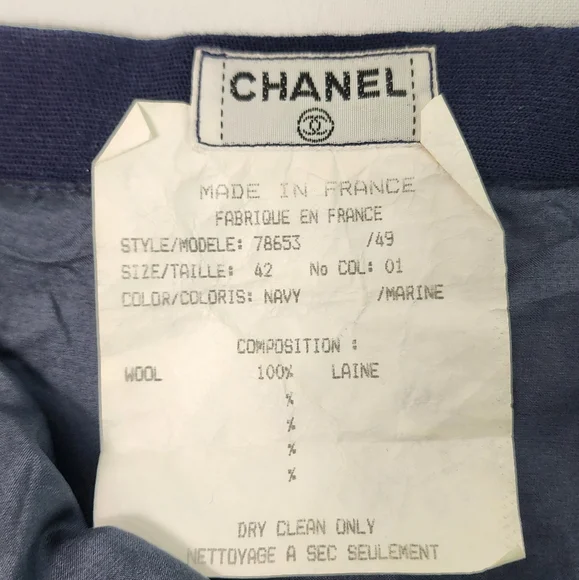 CHANEL
MADE IN FRANCE
FABRIQUE EN FRANCE
STYLE/MODELE: 78653 /49
SIZE/TAILLE: 42 No COL: 01
COLOR/COLORIS: NAVY /MARINE
COMPOSITION :
WOOL 100% LAINE
%
%
%
%
DRY CLEAN ONLY
NETTOYAGE A SEC SEULEMENT